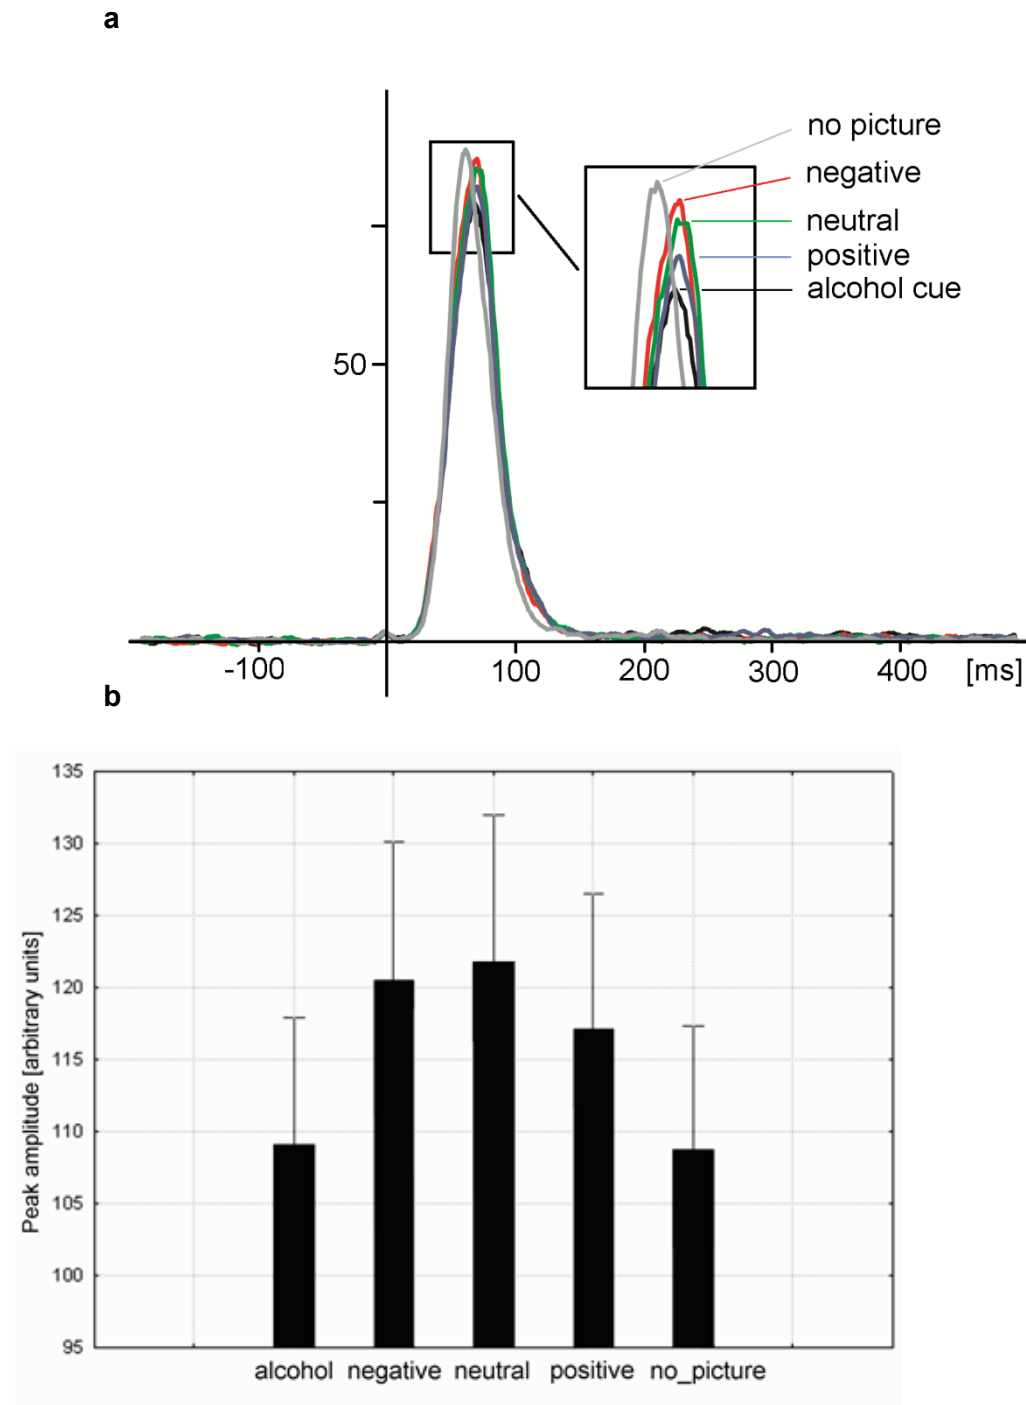 a
no picture
negative
neutral
positive
alcohol cue
50
-100
100
200
300
400
[ms]
b
135
130
125
120
115
110
105
100
95
Peak amplitude [arbitrary units]
alcohol
negative
neutral
positive
no_picture